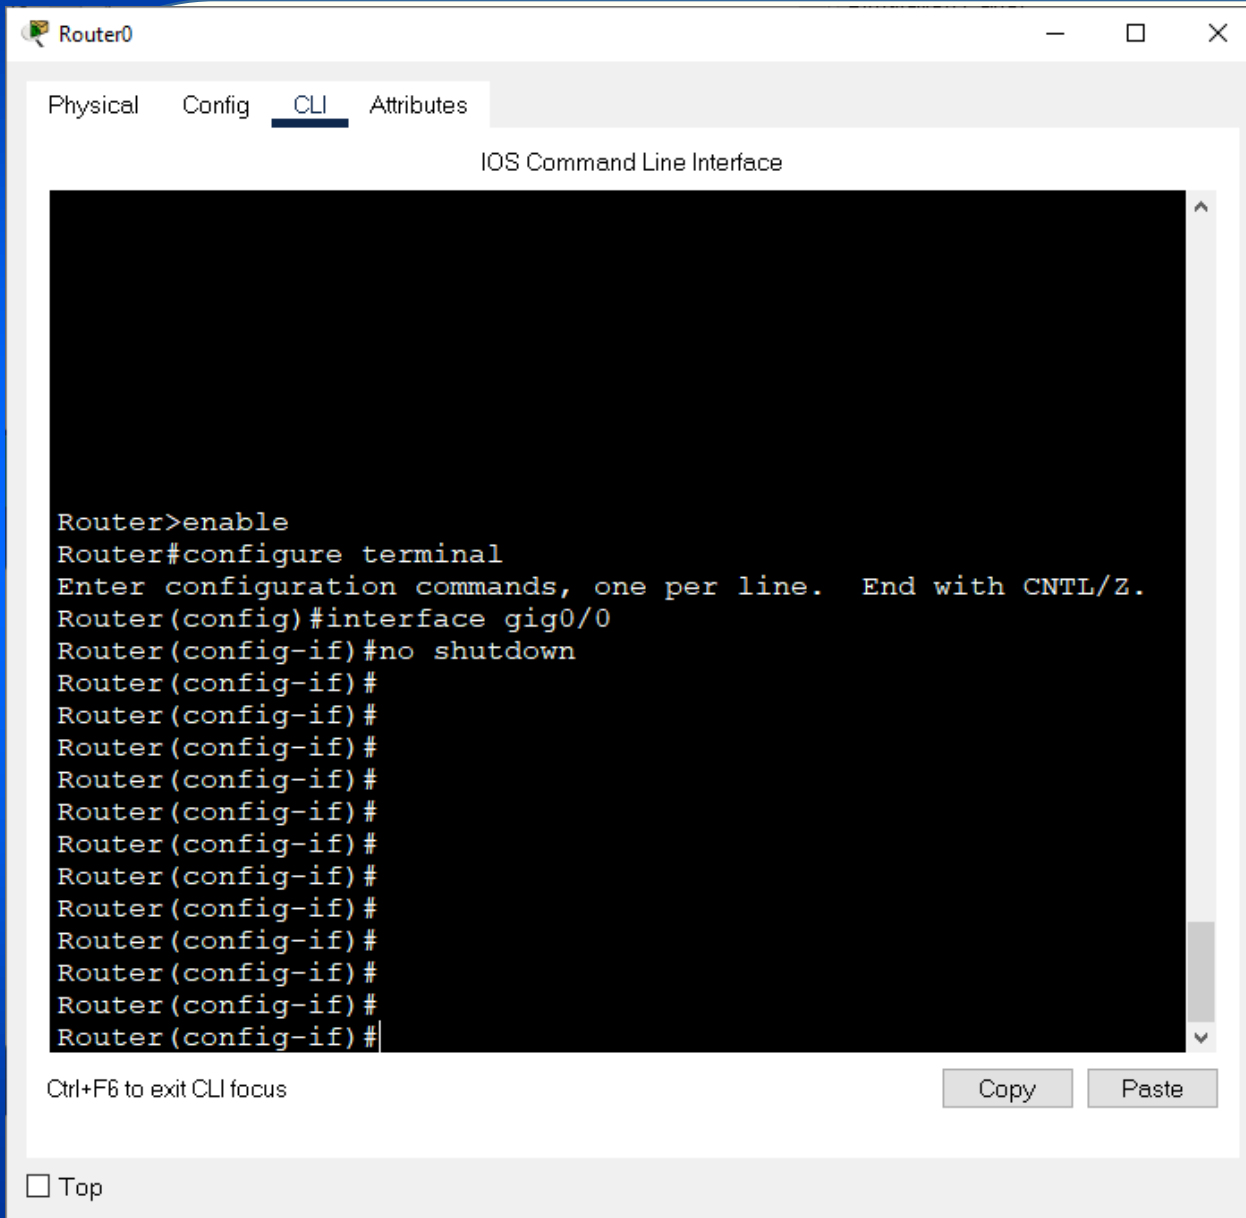 Router0
Physical Config CLI Attributes
IOS Command Line Interface
Router>enable
Router#configure terminal
Enter configuration commands, one per line.  End with CNTL/Z.
Router(config)#interface gig0/0
Router(config-if)#no shutdown
Router(config-if)#
Router(config-if)#
Router(config-if)#
Router(config-if)#
Router(config-if)#
Router(config-if)#
Router(config-if)#
Router(config-if)#
Router(config-if)#
Router(config-if)#
Router(config-if)#
Router(config-if)#
Ctrl+F6 to exit CLI focus
Copy Paste
Top